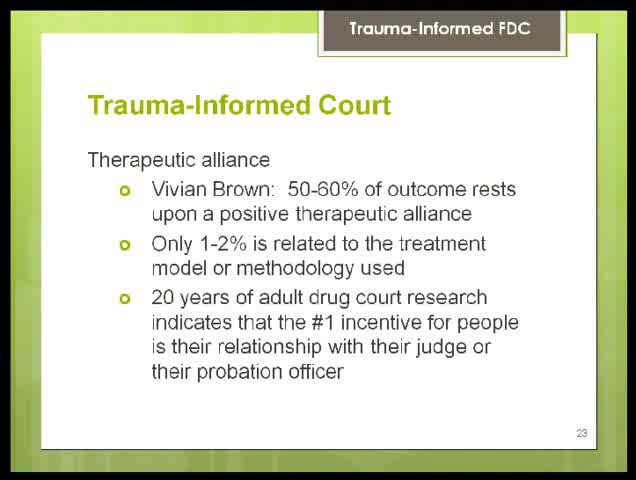 Trauma-Informed FDC
Trauma-Informed Court
Therapeutic alliance
Vivian Brown: 50-60% of outcome rests
upon a positive therapeutic alliance
Only 1-2% is related to the treatment
model or methodology used
20 years of adult drug court research
indicates that the #1 incentive for people
is their relationship with their judge or
their probation officer
23